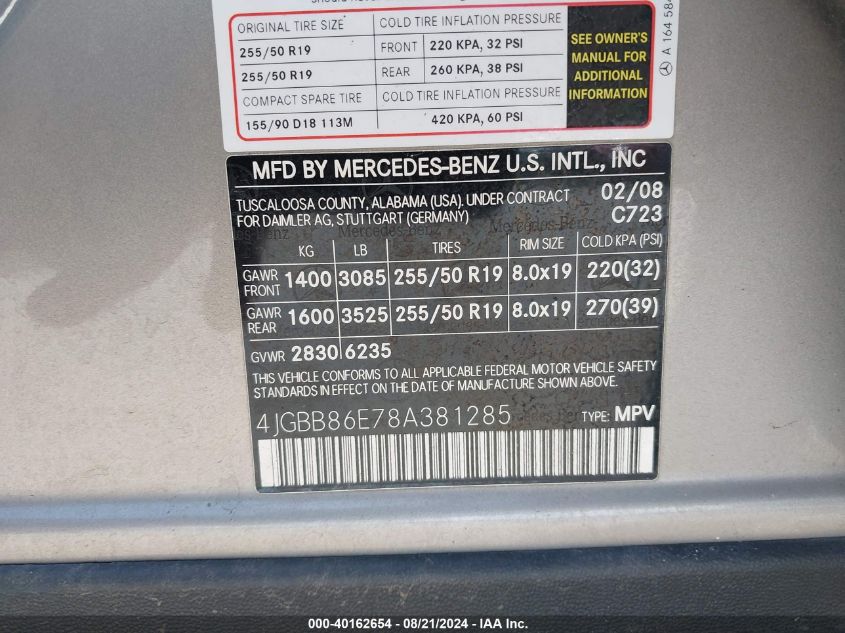 ORIGINAL TIRE SIZE COLD TIRE INFLATION PRESSURE
255/50 R19 FRONT 220 KPA, 32 PSI
255/50 R19 REAR 260 KPA, 38 PSI
COMPACT SPARE TIRE COLD TIRE INFLATION PRESSURE
155/90 D18 113M 420 KPA, 60 PSI
SEE OWNER'S
MANUAL FOR
ADDITIONAL
INFORMATION
A 164 584
MFD BY MERCEDES-BENZ U.S. INTL., INC
TUSCALOOSA COUNTY, ALABAMA (USA). UNDER CONTRACT 02/08
FOR DAIMLER AG, STUTTGART (GERMANY) C723
Mercedes-Benz Mercedes-Benz
KG LB TIRES RIM SIZE COLD KPA (PSI)
GAWR FRONT 1400 3085 255/50 R19 8.0x19 220(32)
GAWR REAR 1600 3525 255/50 R19 8.0x19 270(39)
GVWR 2830 6235
THIS VEHICLE CONFORMS TO ALL APPLICABLE FEDERAL MOTOR VEHICLE SAFETY
STANDARDS IN EFFECT ON THE DATE OF MANUFACTURE SHOWN ABOVE.
4JGBB86E78A381285 TYPE: MPV
000-40162654 - 08/21/2024 - IAA Inc.